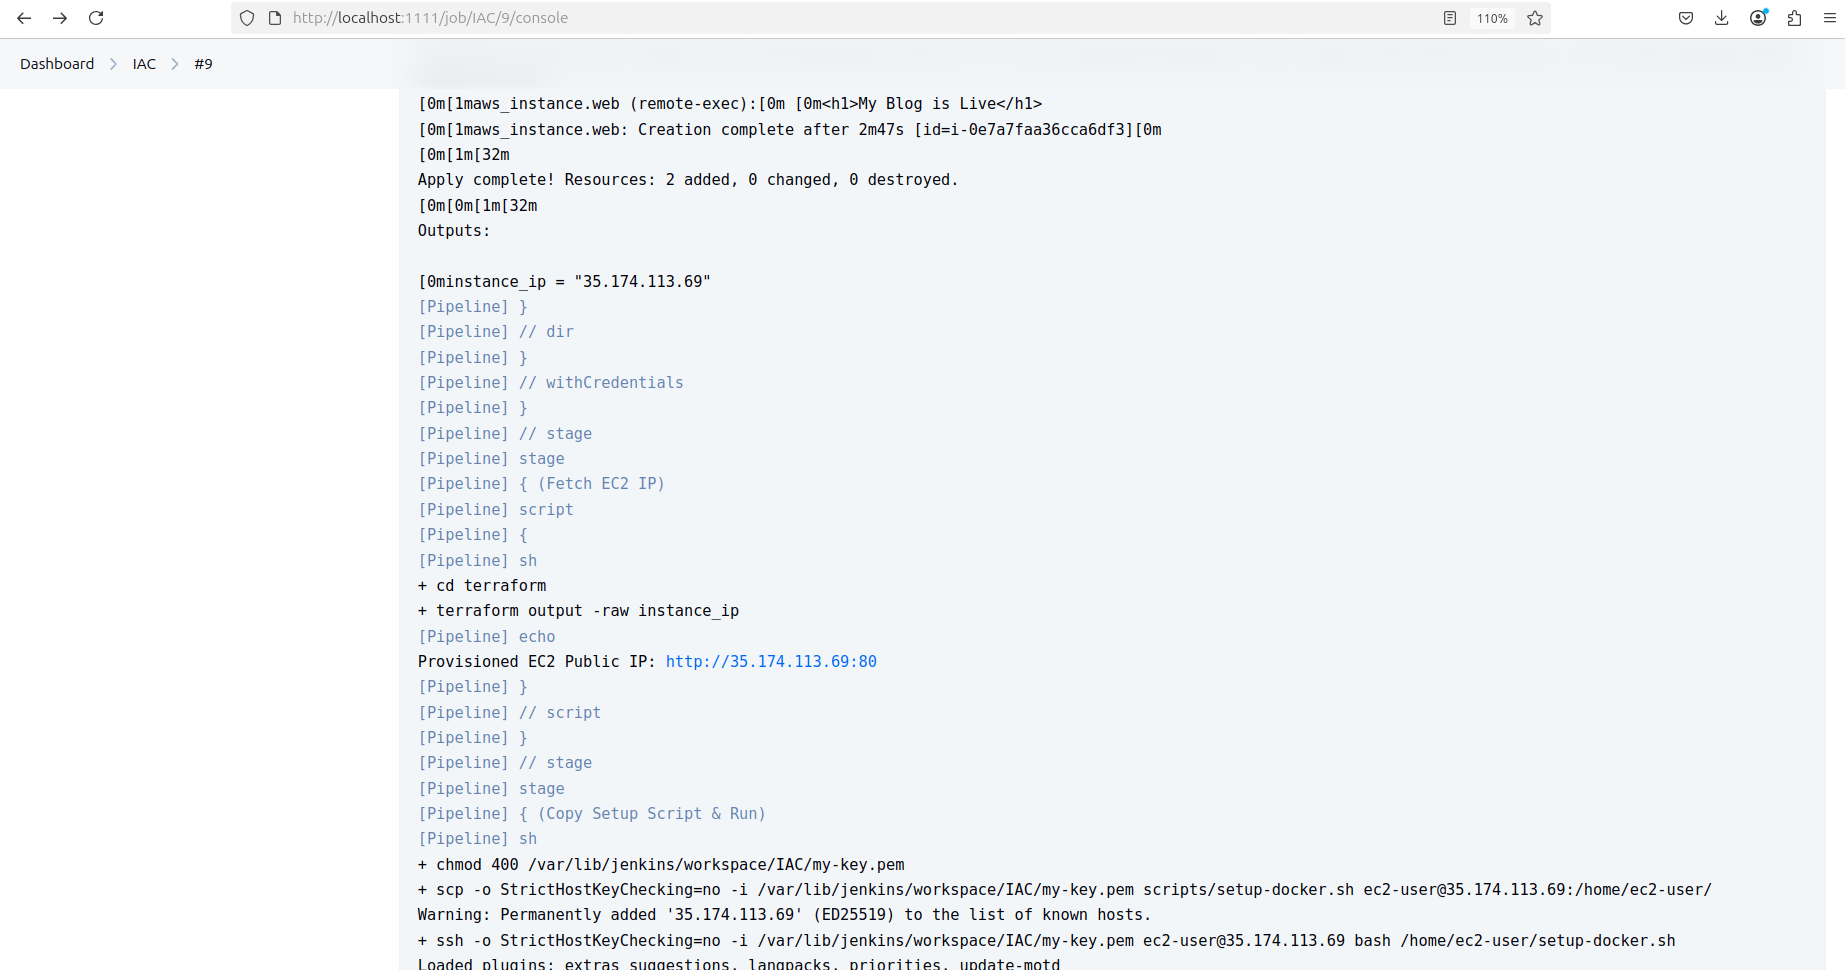 http://localhost:1111/job/IAC/9/console
110%
Dashboard > IAC > #9
[0m[1maws_instance.web (remote-exec):[0m [0m<h1>My Blog is Live</h1>
[0m[1maws_instance.web: Creation complete after 2m47s [id=i-0e7a7faa36cca6df3][0m
[0m[1m[32m
Apply complete! Resources: 2 added, 0 changed, 0 destroyed.
[0m[0m[1m[32m
Outputs:
[0minstance_ip = "35.174.113.69"
[Pipeline] }
[Pipeline] // dir
[Pipeline] }
[Pipeline] // withCredentials
[Pipeline] }
[Pipeline] // stage
[Pipeline] stage
[Pipeline] { (Fetch EC2 IP)
[Pipeline] script
[Pipeline] {
[Pipeline] sh
+ cd terraform
+ terraform output -raw instance_ip
[Pipeline] echo
Provisioned EC2 Public IP: http://35.174.113.69:80
[Pipeline] }
[Pipeline] // script
[Pipeline] }
[Pipeline] // stage
[Pipeline] stage
[Pipeline] { (Copy Setup Script & Run)
[Pipeline] sh
+ chmod 400 /var/lib/jenkins/workspace/IAC/my-key.pem
+ scp -o StrictHostKeyChecking=no -i /var/lib/jenkins/workspace/IAC/my-key.pem scripts/setup-docker.sh ec2-user@35.174.113.69:/home/ec2-user/
Warning: Permanently added '35.174.113.69' (ED25519) to the list of known hosts.
+ ssh -o StrictHostKeyChecking=no -i /var/lib/jenkins/workspace/IAC/my-key.pem ec2-user@35.174.113.69 bash /home/ec2-user/setup-docker.sh
Loaded plugins: extras suggestions, langpacks, priorities, update-motd